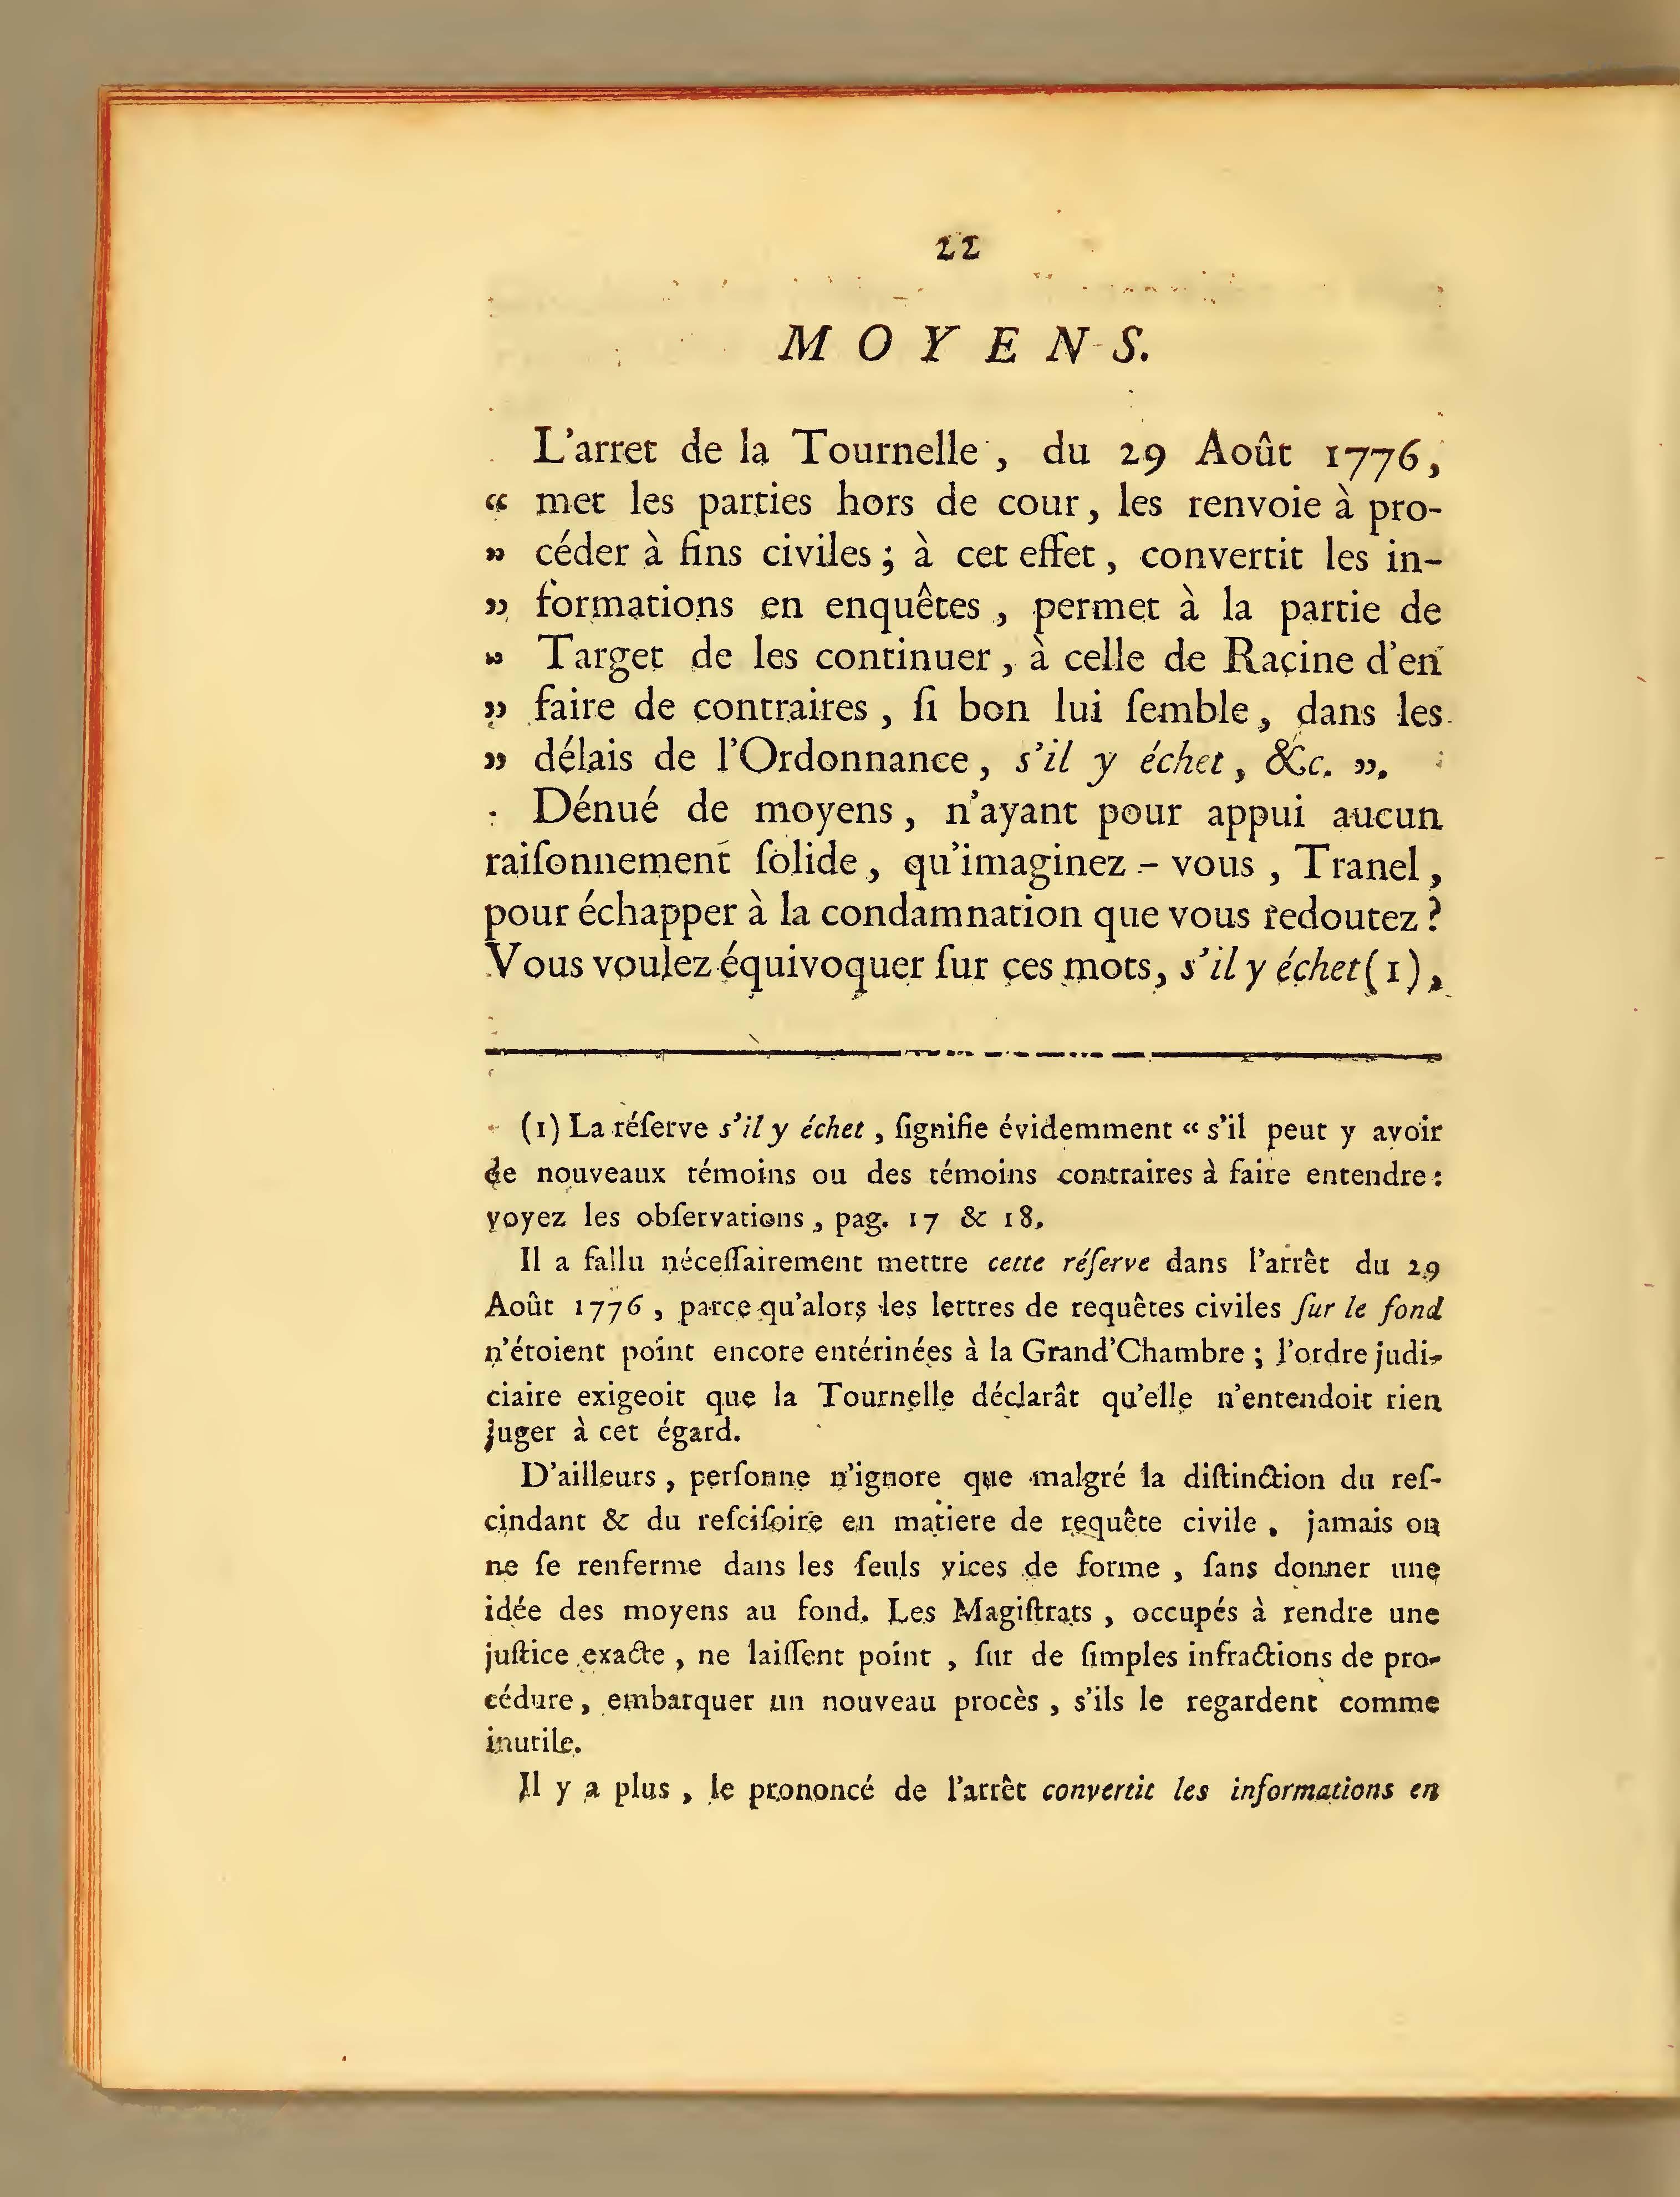 22
MOYENS.
L'arret de la Tournelle, du 29 Août 1776,
« met les parties hors de cour, les renvoie à pro-
» céder à fins civiles ; à cet effet, convertit les in-
» formations en enquêtes, permet à la partie de
» Target de les continuer, à celle de Racine d'en
» faire de contraires, ſi bon lui ſemble, dans les
» délais de l'Ordonnance, s'il y échet, &c. ».
Dénué de moyens, n'ayant pour appui aucun
raiſonnement ſolide, qu'imaginez-vous, Tranel,
pour échapper à la condamnation que vous redoutez ?
Vous voulez équivoquer ſur ces mots, s'il y échet (1),
(1) La réſerve s'il y échet, ſignifie évidemment « s'il peut y avoir
de nouveaux témoins ou des témoins contraires à faire entendre :
voyez les obſervations, pag. 17 & 18.
Il a fallu néceſſairement mettre cette réſerve dans l'arrêt du 29
Août 1776, parce qu'alors les lettres de requêtes civiles ſur le fond
n'étoient point encore entérinées à la Grand'Chambre ; l'ordre judi-
ciaire exigeoit que la Tournelle déclarât qu'elle n'entendoit rien
juger à cet égard.
D'ailleurs, perſonne n'ignore que malgré la diſtinction du reſ-
cindant & du reſciſoire en matiere de requête civile, jamais on
ne ſe renferme dans les ſeuls vices de forme, ſans donner une
idée des moyens au fond. Les Magiſtrats, occupés à rendre une
juſtice exacte, ne laiſſent point, ſur de ſimples infractions de pro-
cédure, embarquer un nouveau procès, s'ils le regardent comme
inutile.
Il y a plus, le prononcé de l'arrêt convertit les informations en